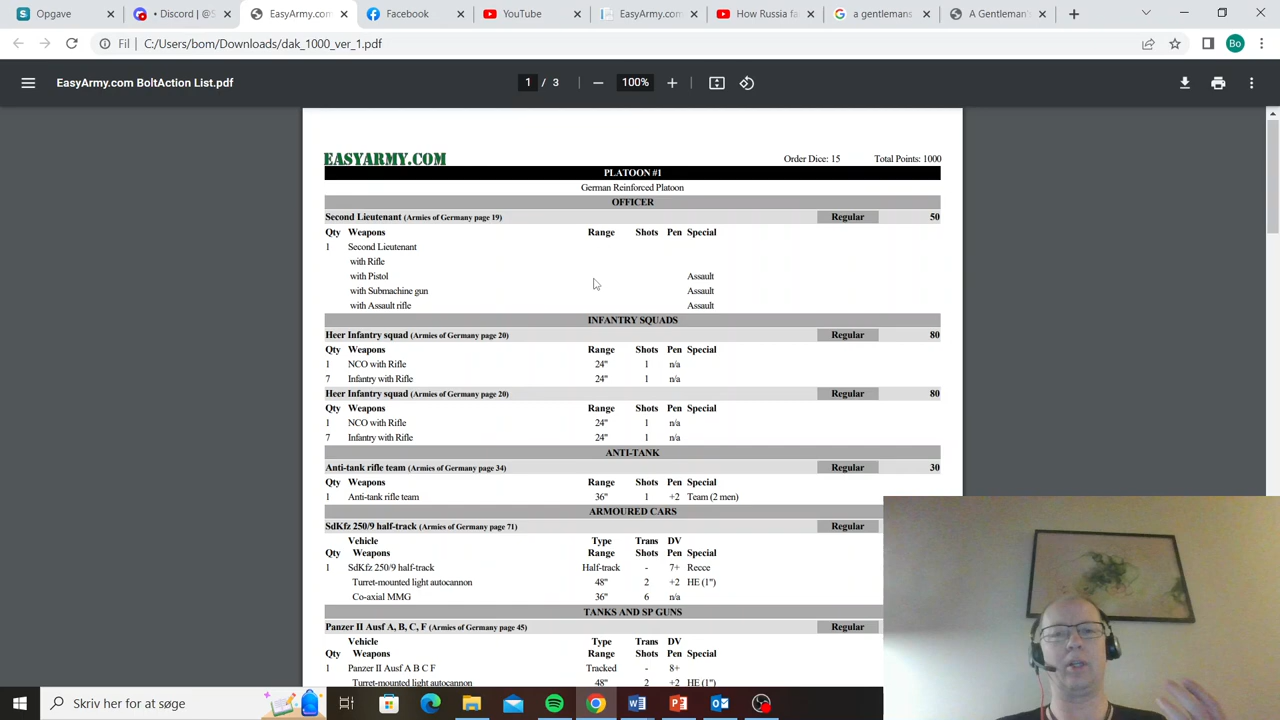 Opgave
Discord | @S
EasyArmy.com
Facebook
YouTube
EasyArmy.com
How Russia fa
a gentlemans
A Gentleman's
Fil
C:/Users/bom/Downloads/dak_1000_ver_1.pdf
Bo
EasyArmy.com BoltAction List.pdf
1 / 3
100%
EASYARMY.COM
Order Dice: 15 Total Points: 1000
PLATOON #1
German Reinforced Platoon
OFFICER
Second Lieutenant (Armies of Germany page 19) Regular 50
Qty Weapons Range Shots Pen Special
1 Second Lieutenant
with Rifle
with Pistol Assault
with Submachine gun Assault
with Assault rifle Assault
INFANTRY SQUADS
Heer Infantry squad (Armies of Germany page 20) Regular 80
Qty Weapons Range Shots Pen Special
1 NCO with Rifle 24" 1 n/a
7 Infantry with Rifle 24" 1 n/a
Heer Infantry squad (Armies of Germany page 20) Regular 80
Qty Weapons Range Shots Pen Special
1 NCO with Rifle 24" 1 n/a
7 Infantry with Rifle 24" 1 n/a
ANTI-TANK
Anti-tank rifle team (Armies of Germany page 34) Regular 30
Qty Weapons Range Shots Pen Special
1 Anti-tank rifle team 36" 1 +2 Team (2 men)
ARMOURED CARS
SdKfz 250/9 half-track (Armies of Germany page 71) Regular
Vehicle Type Trans DV
Qty Weapons Range Shots Pen Special
1 SdKfz 250/9 half-track Half-track - 7+ Recce
Turret-mounted light autocannon 48" 2 +2 HE (1")
Co-axial MMG 36" 6 n/a
TANKS AND SP GUNS
Panzer II Ausf A, B, C, F (Armies of Germany page 45) Regular
Vehicle Type Trans DV
Qty Weapons Range Shots Pen Special
1 Panzer II Ausf A B C F Tracked - 8+
Turret-mounted light autocannon 48" 2 +2 HE (1")
Skriv her for at søge